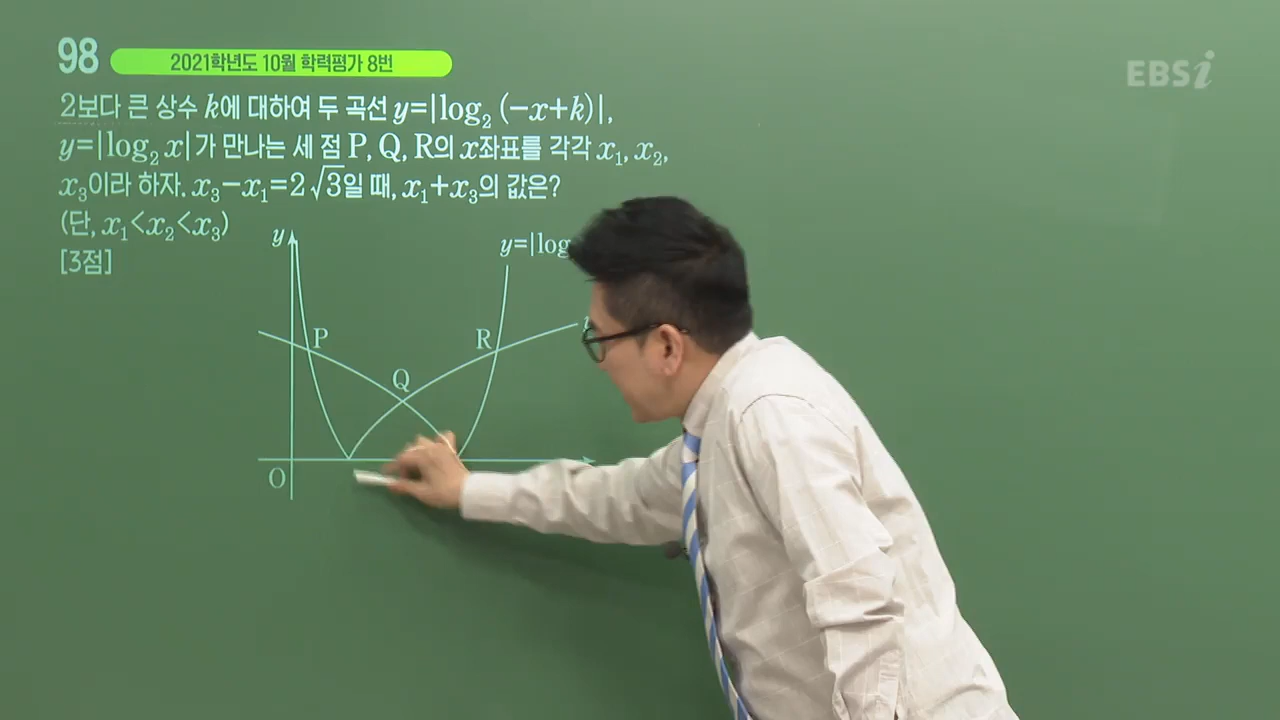 98
2021학년도 10월 학력평가 8번
EBSi
2보다 큰 상수 k에 대하여 두 곡선 y=|log₂(−x+k)|,
y=|log₂x|가 만나는 세 점 P, Q, R의 x좌표를 각각 x₁, x₂,
x₃이라 하자. x₃−x₁=2√3일 때, x₁+x₃의 값은?
(단, x₁<x₂<x₃)
[3점]
y
y=|log
P
R
Q
O